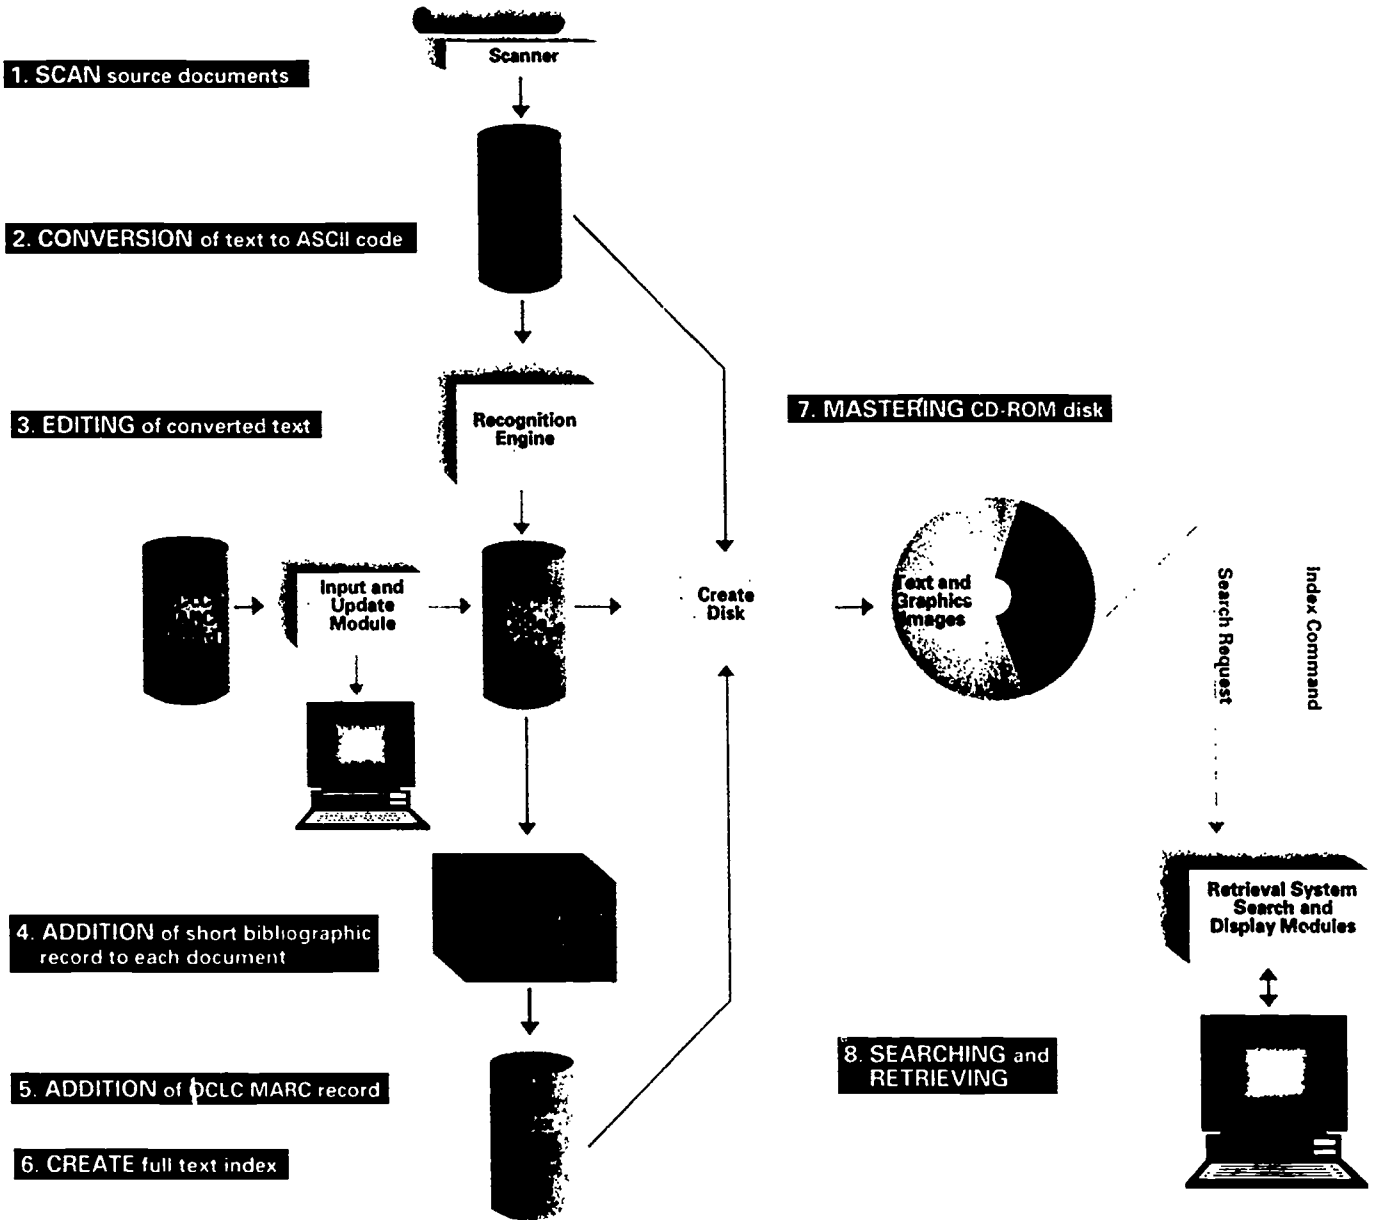 Scanner
1. SCAN source documents
2. CONVERSION of text to ASCII code
3. EDITING of converted text
Recognition
Engine
7. MASTERING CD-ROM disk
Input and
Update
Module
Create
Disk
Text and
Graphics
Images
Search Request
Index Command
4. ADDITION of short bibliographic
record to each document
Retrieval System
Search and
Display Modules
5. ADDITION of OCLC MARC record
6. CREATE full text index
8. SEARCHING and
RETRIEVING